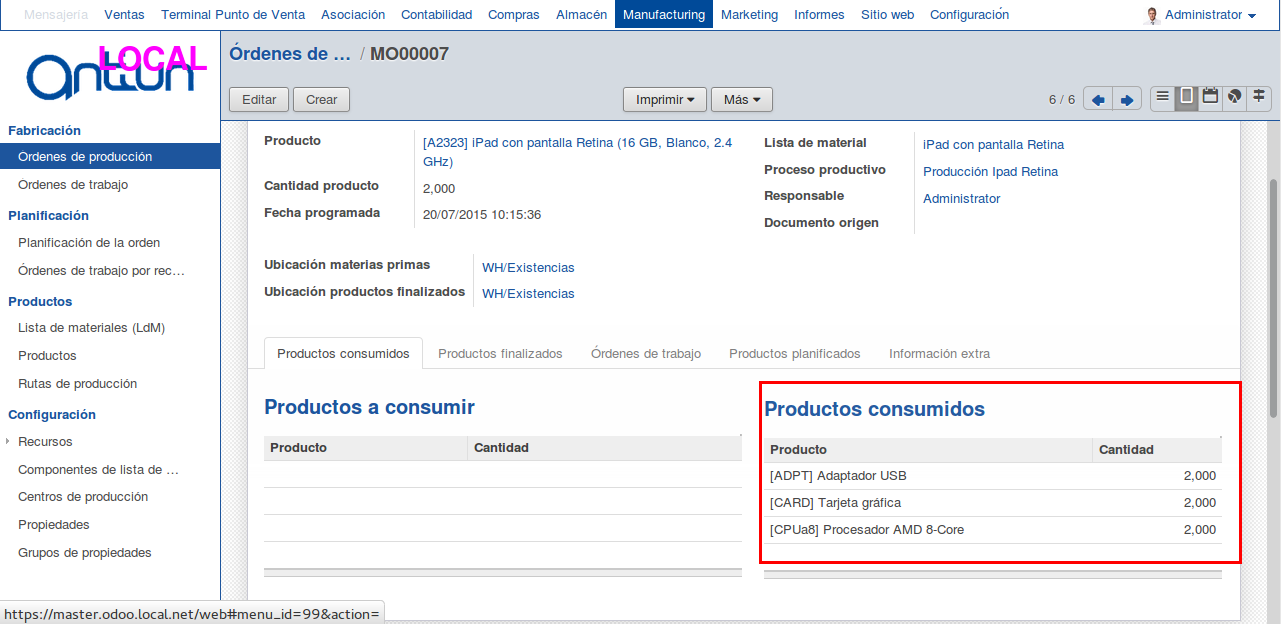 Mensajería Ventas Terminal Punto de Venta Asociación Contabilidad Compras Almacén Manufacturing Marketing Informes Sitio web Configuración Administrator
antiun LOCAL
Órdenes de ... / MO00007
Editar Crear Imprimir Más 6 / 6
Fabricación
Órdenes de producción
Órdenes de trabajo
Planificación
Planificación de la orden
Órdenes de trabajo por rec...
Productos
Lista de materiales (LdM)
Productos
Rutas de producción
Configuración
Recursos
Componentes de lista de ...
Centros de producción
Propiedades
Grupos de propiedades
Producto [A2323] iPad con pantalla Retina (16 GB, Blanco, 2.4
GHz)
Cantidad producto 2,000
Fecha programada 20/07/2015 10:15:36
Lista de material iPad con pantalla Retina
Proceso productivo Producción Ipad Retina
Responsable Administrator
Documento origen
Ubicación materias primas WH/Existencias
Ubicación productos finalizados WH/Existencias
Productos consumidos Productos finalizados Órdenes de trabajo Productos planificados Información extra
Productos a consumir
Producto Cantidad
Productos consumidos
Producto Cantidad
[ADPT] Adaptador USB 2,000
[CARD] Tarjeta gráfica 2,000
[CPUa8] Procesador AMD 8-Core 2,000
https://master.odoo.local.net/web#menu_id=99&action=